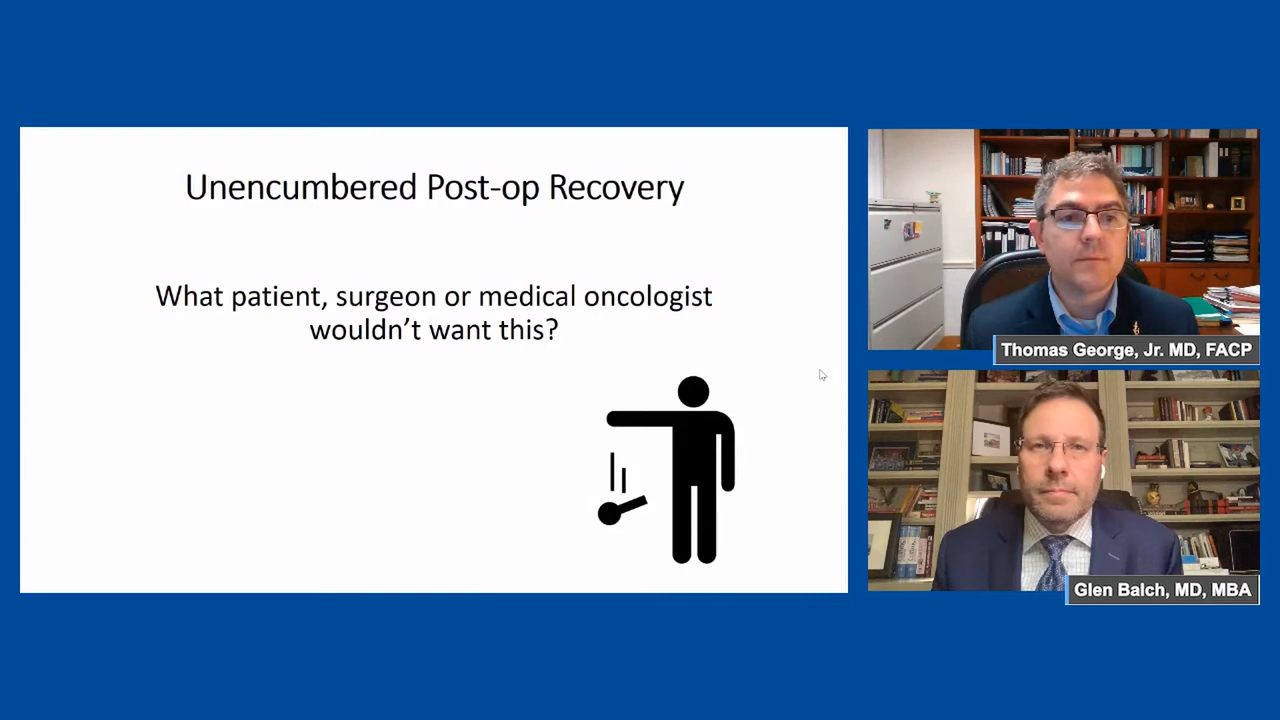 Unencumbered Post-op Recovery
What patient, surgeon or medical oncologist
wouldn’t want this?
Thomas George, Jr. MD, FACP
Glen Balch, MD, MBA